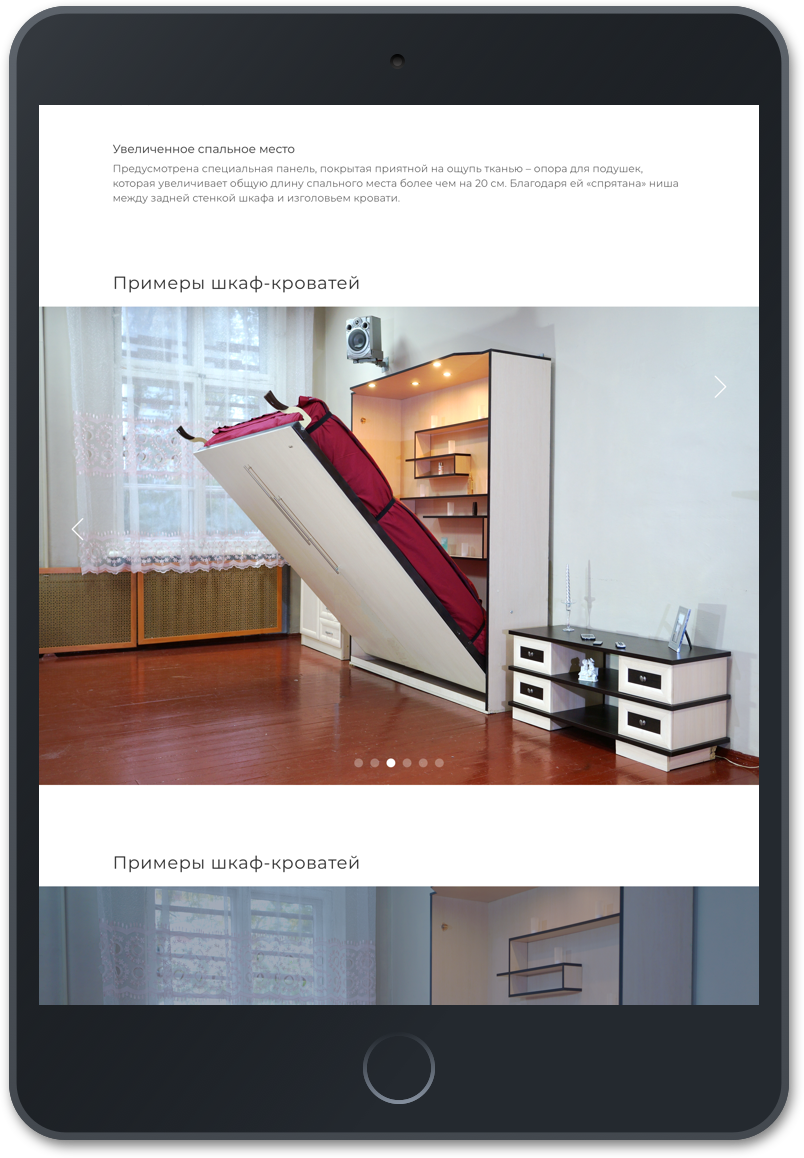 Увеличенное спальное место
Предусмотрена специальная панель, покрытая приятной на ощупь тканью – опора для подушек,
которая увеличивает общую длину спального места более чем на 20 см. Благодаря ей «спрятана» ниша
между задней стенкой шкафа и изголовьем кровати.
Примеры шкаф-кроватей
Примеры шкаф-кроватей